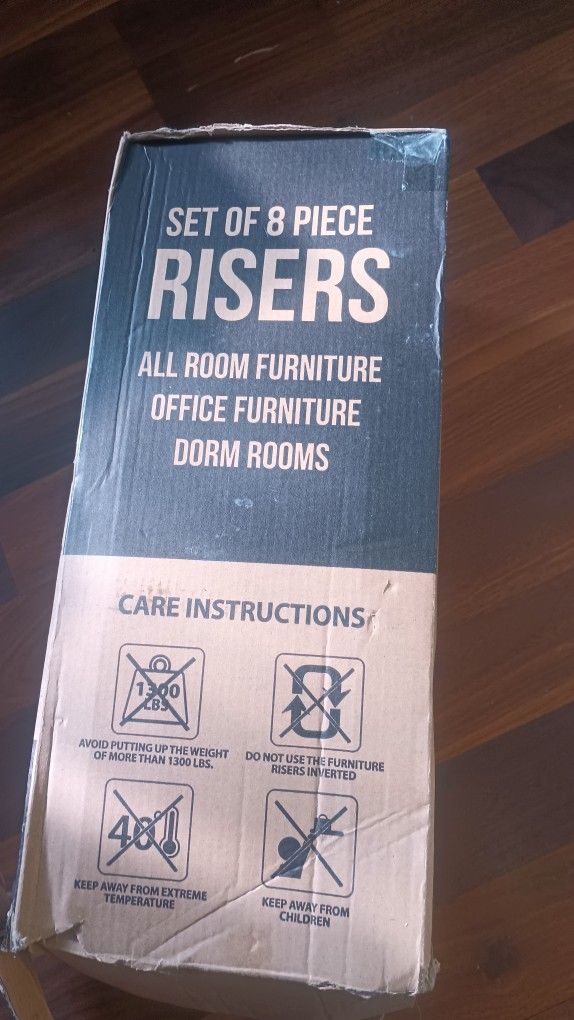 SET OF 8 PIECE
RISERS
ALL ROOM FURNITURE
OFFICE FURNITURE
DORM ROOMS
CARE INSTRUCTIONS
1300
LBS
AVOID PUTTING UP THE WEIGHT
OF MORE THAN 1300 LBS.
DO NOT USE THE FURNITURE
RISERS INVERTED
40°
KEEP AWAY FROM EXTREME
TEMPERATURE
KEEP AWAY FROM
CHILDREN